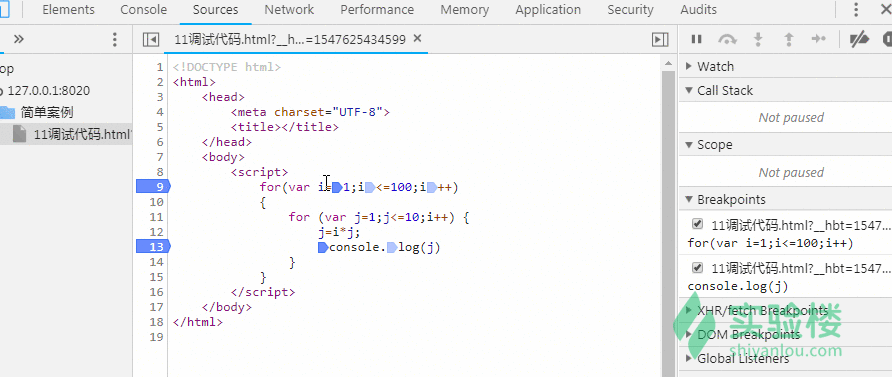 Elements Console Sources Network Performance Memory Application Security Audits
» 11调试代码.html?__h...=1547625434599 ×
op
127.0.0.1:8020
简单案例
11调试代码.html?
1 <!DOCTYPE html>
2 <html>
3 <head>
4 <meta charset="UTF-8">
5 <title></title>
6 </head>
7 <body>
8 <script>
9 for(var i=1;i<=100;i++)
10 {
11 for (var j=1;j<=10;i++) {
12 j=i*j;
13 console.log(j)
14 }
15 }
16 </script>
17 </body>
18 </html>
19
Watch
Call Stack
Not paused
Scope
Not paused
Breakpoints
11调试代码.html?__hbt=1547...
for(var i=1;i<=100;i++)
11调试代码.html?__hbt=1547...
console.log(j)
XHR/fetch Breakpoints
DOM Breakpoints
Global Listeners
实验楼
shiyanlou.com